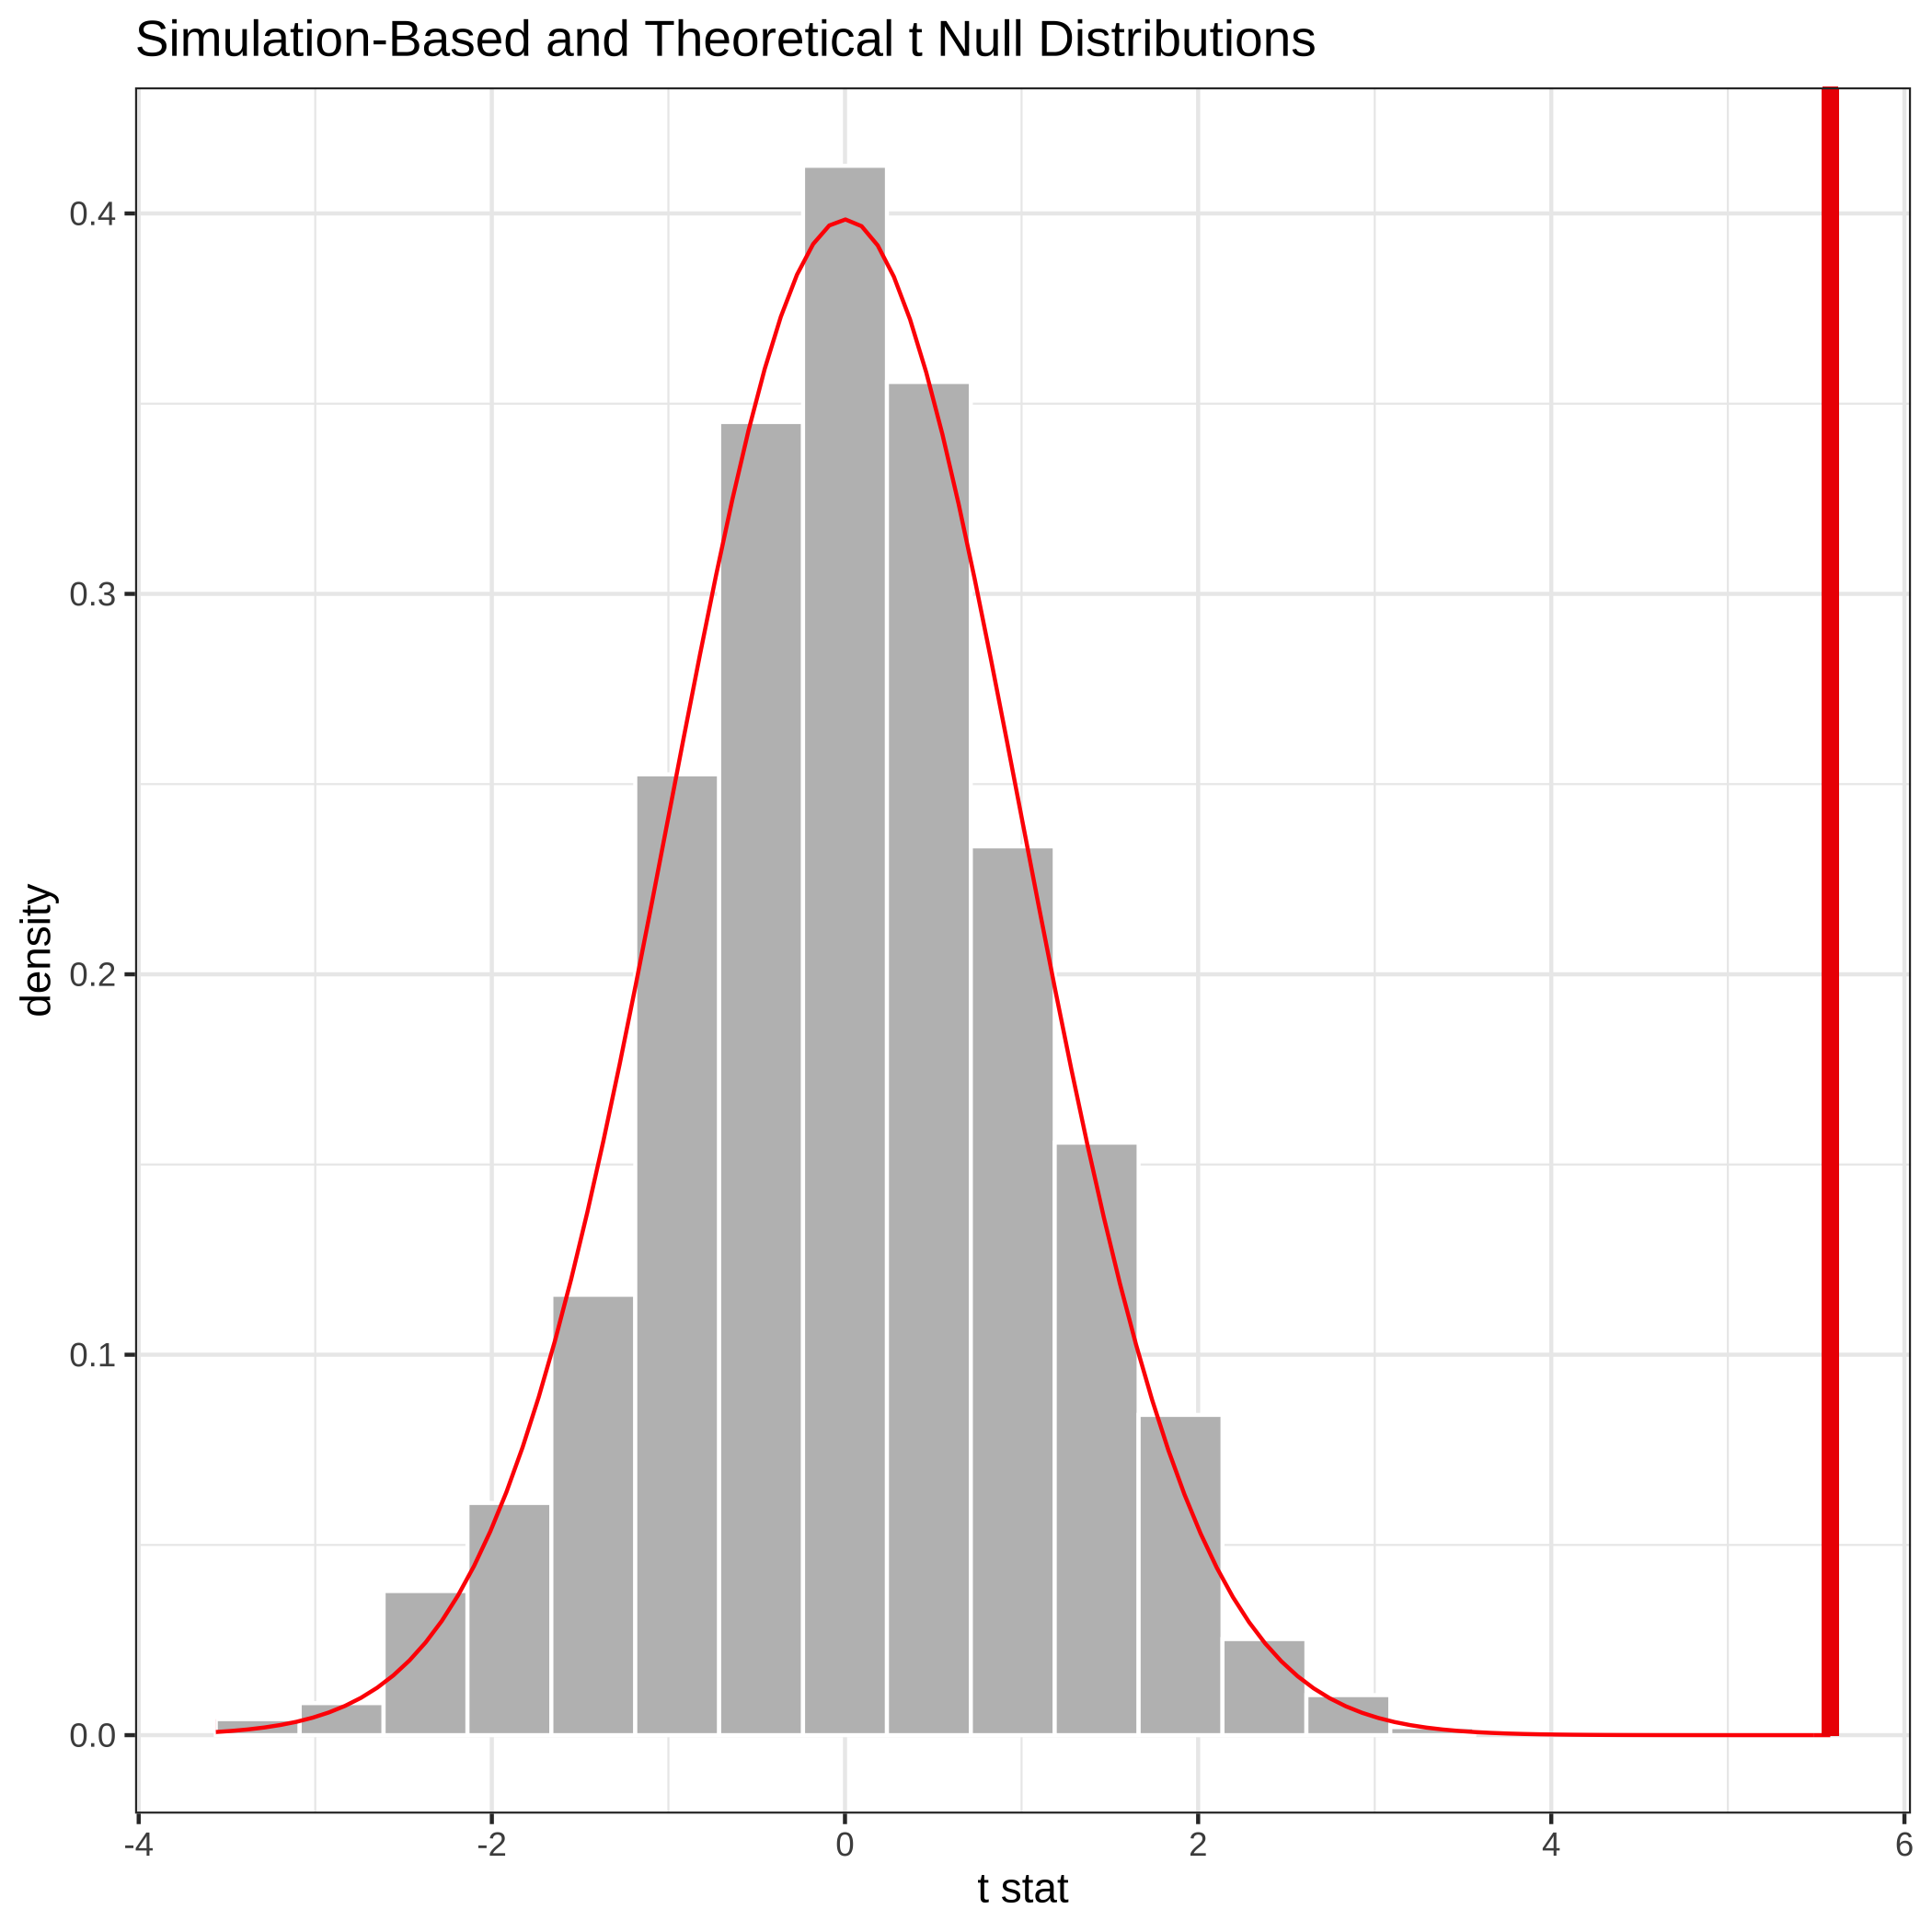 Simulation-Based and Theoretical t Null Distributions
density
0.4
0.3
0.2
0.1
0.0
-4 -2 0 2 4 6
t stat